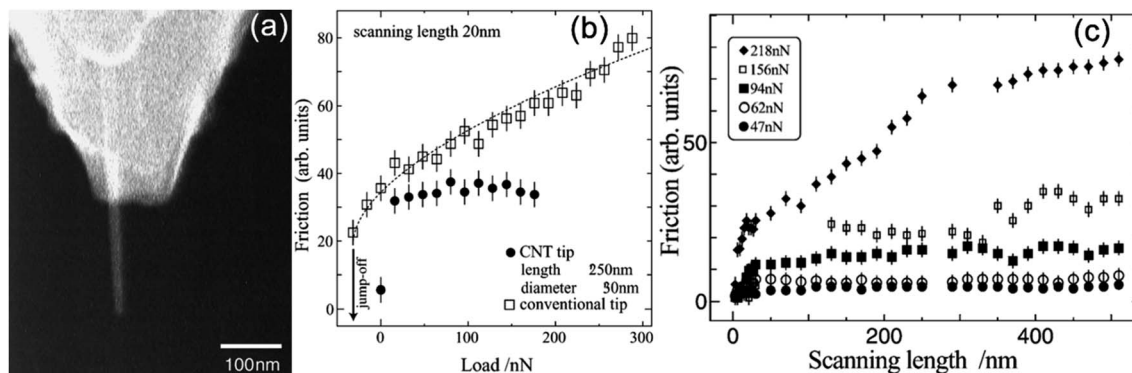 (a)
100nm
(b)
scanning length 20nm
80
60
40
20
0
Friction (arb. units)
jump-off
CNT tip
length 250nm
diameter 30nm
conventional tip
0
100
200
300
Load /nN
(c)
218nN
156nN
94nN
62nN
47nN
50
0
Friction (arb. units)
0
200
400
Scanning length /nm